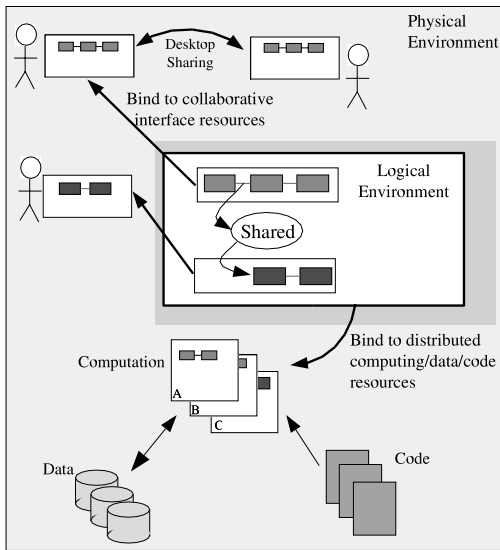 Physical
Environment
Desktop
Sharing
Bind to collaborative
interface resources
Logical
Environment
Shared
Bind to distributed
computing/data/code
resources
Computation
A
B
C
Data
Code